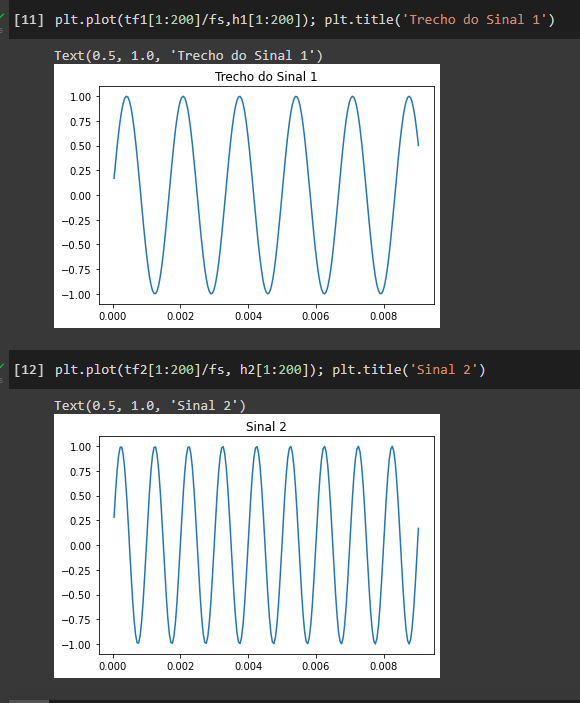 [11] plt.plot(tf1[1:200]/fs,h1[1:200]); plt.title('Trecho do Sinal 1')
Text(0.5, 1.0, 'Trecho do Sinal 1')
Trecho do Sinal 1
1.00
0.75
0.50
0.25
0.00
−0.25
−0.50
−0.75
−1.00
0.000 0.002 0.004 0.006 0.008
[12] plt.plot(tf2[1:200]/fs, h2[1:200]); plt.title('Sinal 2')
Text(0.5, 1.0, 'Sinal 2')
Sinal 2
1.00
0.75
0.50
0.25
0.00
−0.25
−0.50
−0.75
−1.00
0.000 0.002 0.004 0.006 0.008